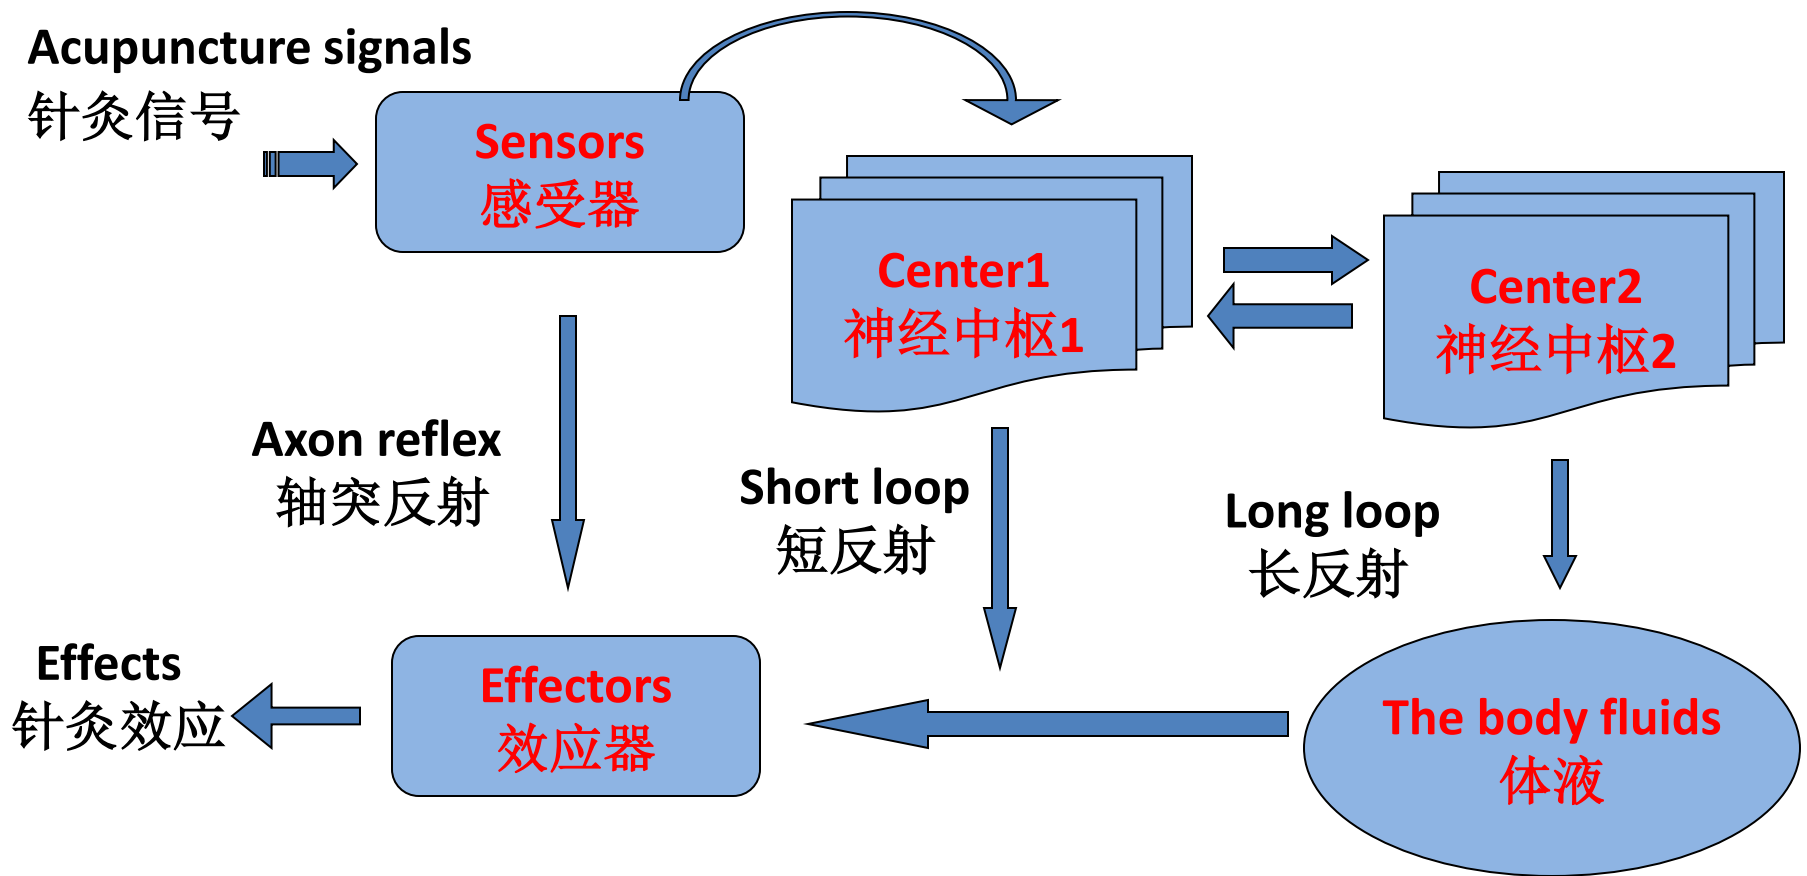 Acupuncture signals
针灸信号
Sensors
感受器
Center1
神经中枢1
Center2
神经中枢2
Axon reflex
轴突反射
Short loop
短反射
Long loop
长反射
Effects
针灸效应
Effectors
效应器
The body fluids
体液